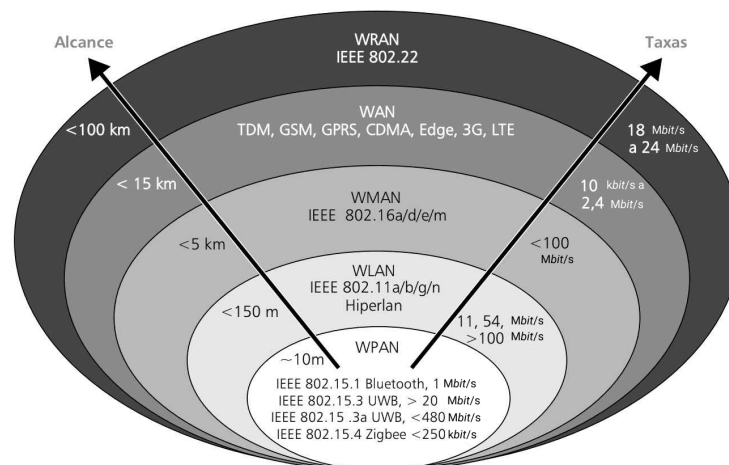 Alcance
Taxas
WRAN
IEEE 802.22
<100 km
18 Mbit/s
a 24 Mbit/s
WAN
TDM, GSM, GPRS, CDMA, Edge, 3G, LTE
< 15 km
10 kbit/s a
2,4 Mbit/s
WMAN
IEEE 802.16a/d/e/m
<5 km
<100
Mbit/s
WLAN
IEEE 802.11a/b/g/n
Hiperlan
<150 m
11, 54, Mbit/s
>100 Mbit/s
WPAN
~10m
IEEE 802.15.1 Bluetooth, 1 Mbit/s
IEEE 802.15.3 UWB, > 20 Mbit/s
IEEE 802.15 .3a UWB, <480 Mbit/s
IEEE 802.15.4 Zigbee <250 kbit/s